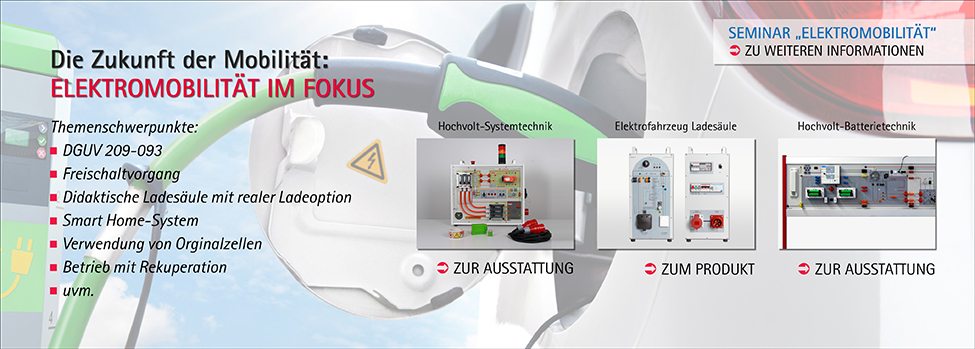 Die Zukunft der Mobilität:
ELEKTROMOBILITÄT IM FOKUS
Themenschwerpunkte:
DGUV 209-093
Freischaltvorgang
Didaktische Ladesäule mit realer Ladeoption
Smart Home-System
Verwendung von Orginalzellen
Betrieb mit Rekuperation
uvm.
SEMINAR „ELEKTROMOBILITÄT“
ZU WEITEREN INFORMATIONEN
Hochvolt-Systemtechnik
ZUR AUSSTATTUNG
Elektrofahrzeug Ladesäule
ZUM PRODUKT
Hochvolt-Batterietechnik
ZUR AUSSTATTUNG
4